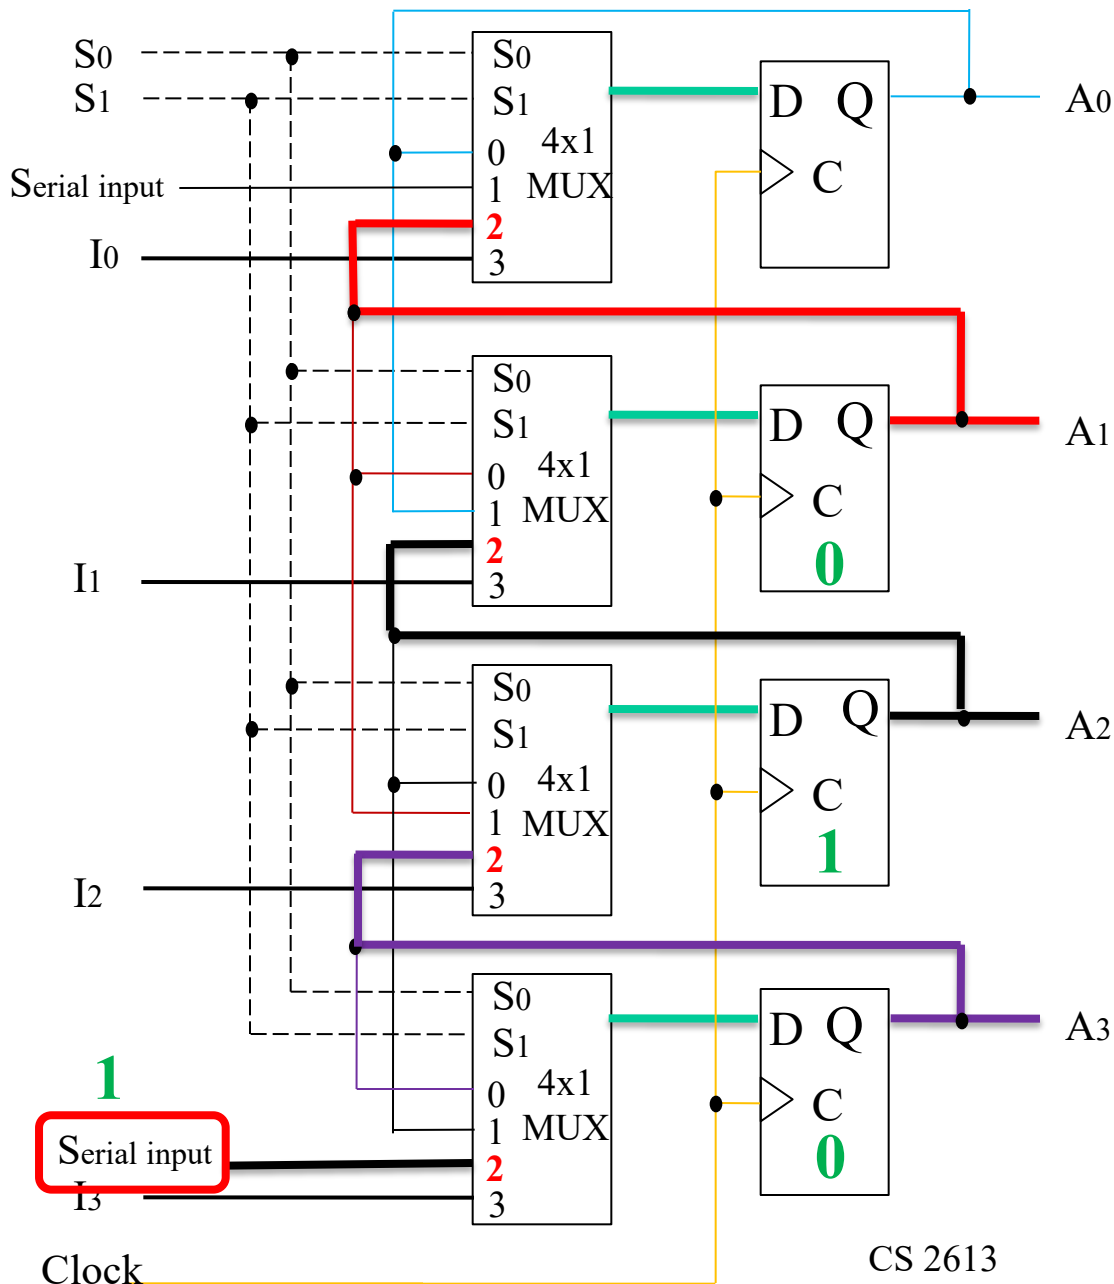 S0 S0
S1 S1 D Q A0
0 4x1
Serial input 1 MUX C
2
I0 3
S0
S1 D Q A1
0 4x1
1 MUX C
2 0
I1 3
S0
S1 D Q A2
0 4x1 C
1 MUX
2 1
I2 3
S0
S1 D Q A3
1 0 4x1 C
1 MUX
Serial input 2 0
I3 3
Clock CS 2613